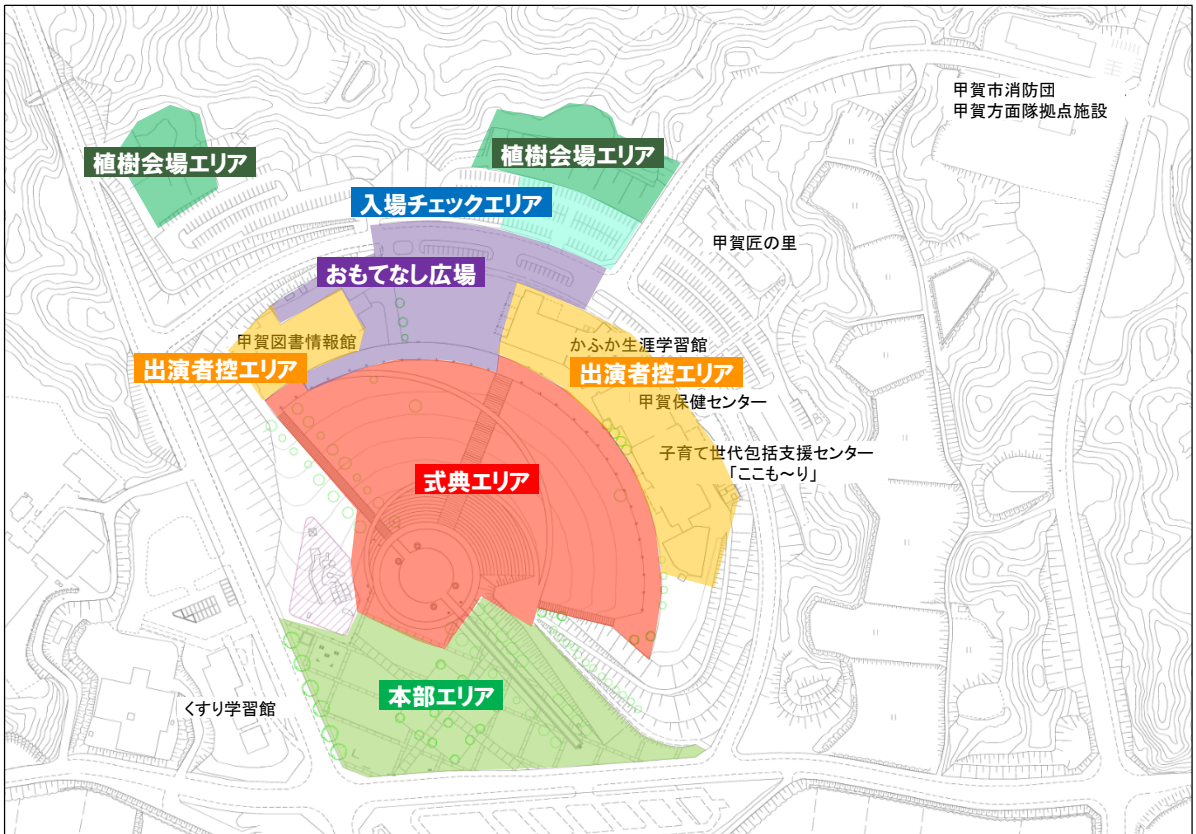 甲賀市消防団
甲賀方面隊拠点施設
植樹会場エリア
植樹会場エリア
入場チェックエリア
甲賀匠の里
おもてなし広場
甲賀図書情報館
かふか生涯学習館
出演者控エリア
出演者控エリア
甲賀保健センター
子育て世代包括支援センター
「ここも~り」
式典エリア
本部エリア
くすり学習館